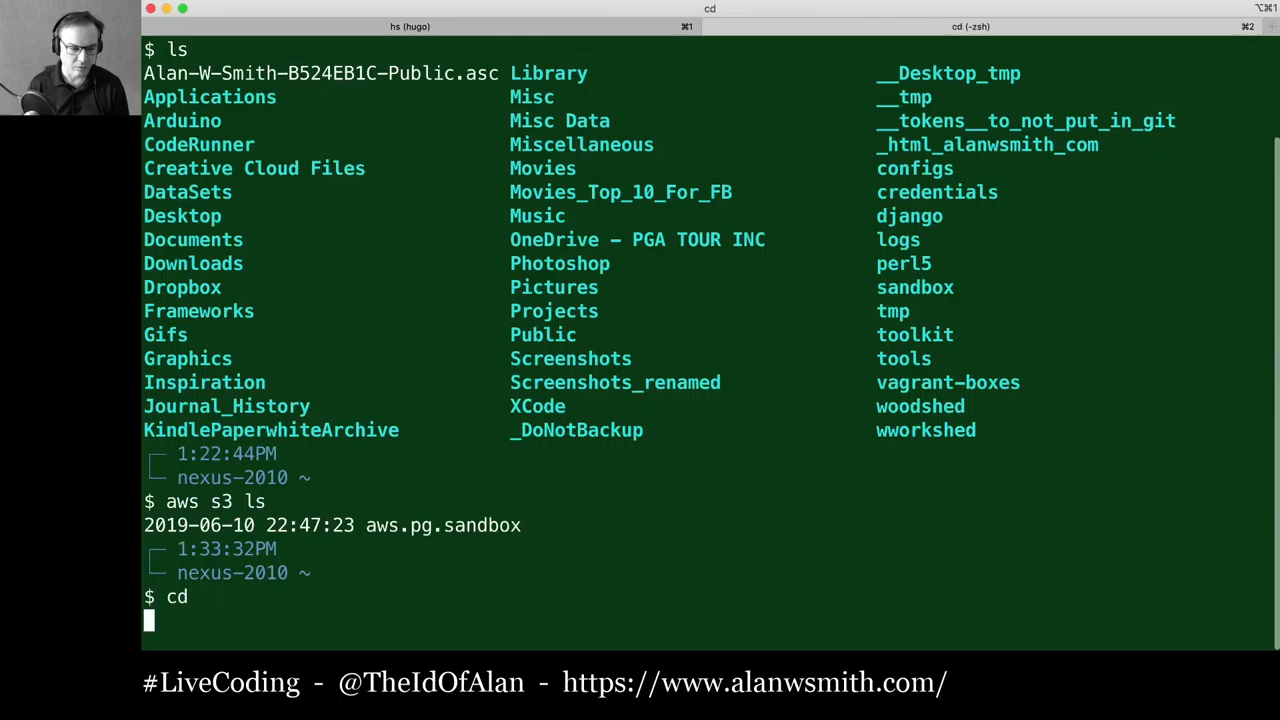 cd
⌥⌘1
hs (hugo) ⌘1 cd (-zsh) ⌘2 +
$ ls
Alan-W-Smith-B524EB1C-Public.asc Library __Desktop_tmp
Applications Misc __tmp
Arduino Misc Data __tokens__to_not_put_in_git
CodeRunner Miscellaneous _html_alanwsmith_com
Creative Cloud Files Movies configs
DataSets Movies_Top_10_For_FB credentials
Desktop Music django
Documents OneDrive - PGA TOUR INC logs
Downloads Photoshop perl5
Dropbox Pictures sandbox
Frameworks Projects tmp
Gifs Public toolkit
Graphics Screenshots tools
Inspiration Screenshots_renamed vagrant-boxes
Journal_History XCode woodshed
KindlePaperwhiteArchive _DoNotBackup wworkshed
1:22:44PM
nexus-2010 ~
$ aws s3 ls
2019-06-10 22:47:23 aws.pg.sandbox
1:33:32PM
nexus-2010 ~
$ cd
#LiveCoding - @TheIdOfAlan - https://www.alanwsmith.com/